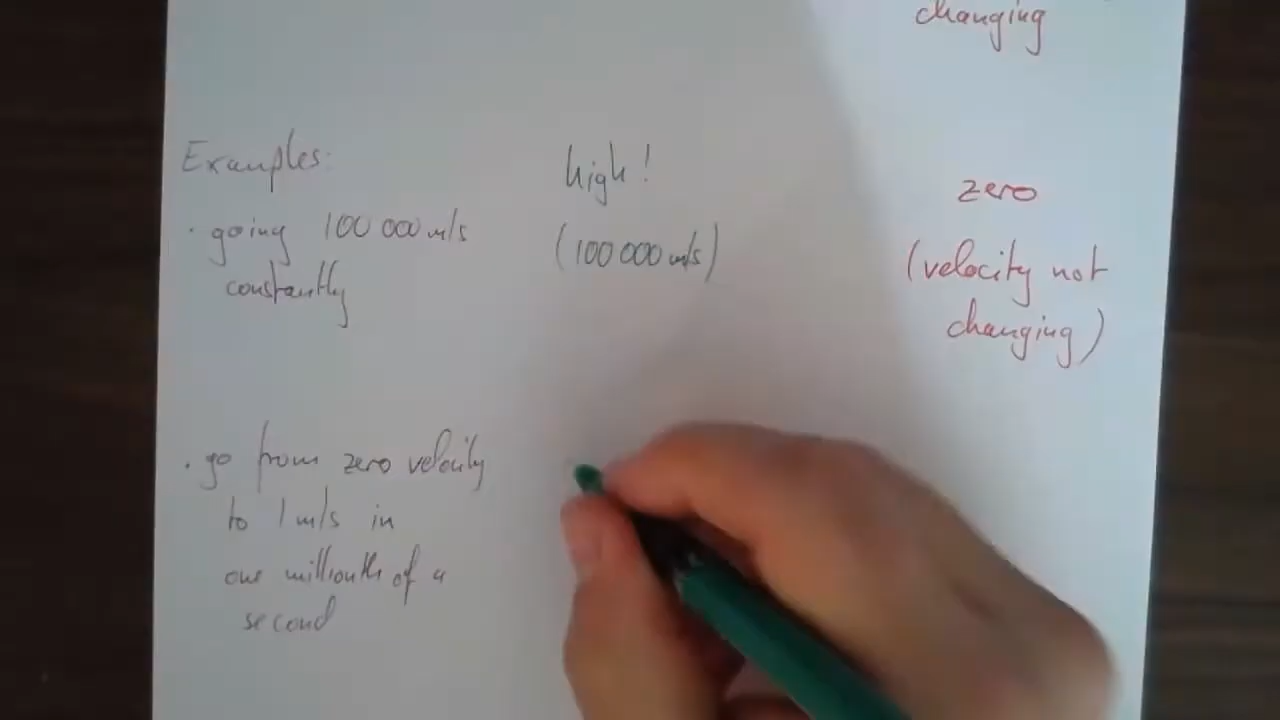 changing
Examples:
high!
zero
· going 100 000 m/s
constantly
(100 000 m/s)
(velocity not
changing)
· go from zero velocity
to 1 m/s in
one millionth of a
second